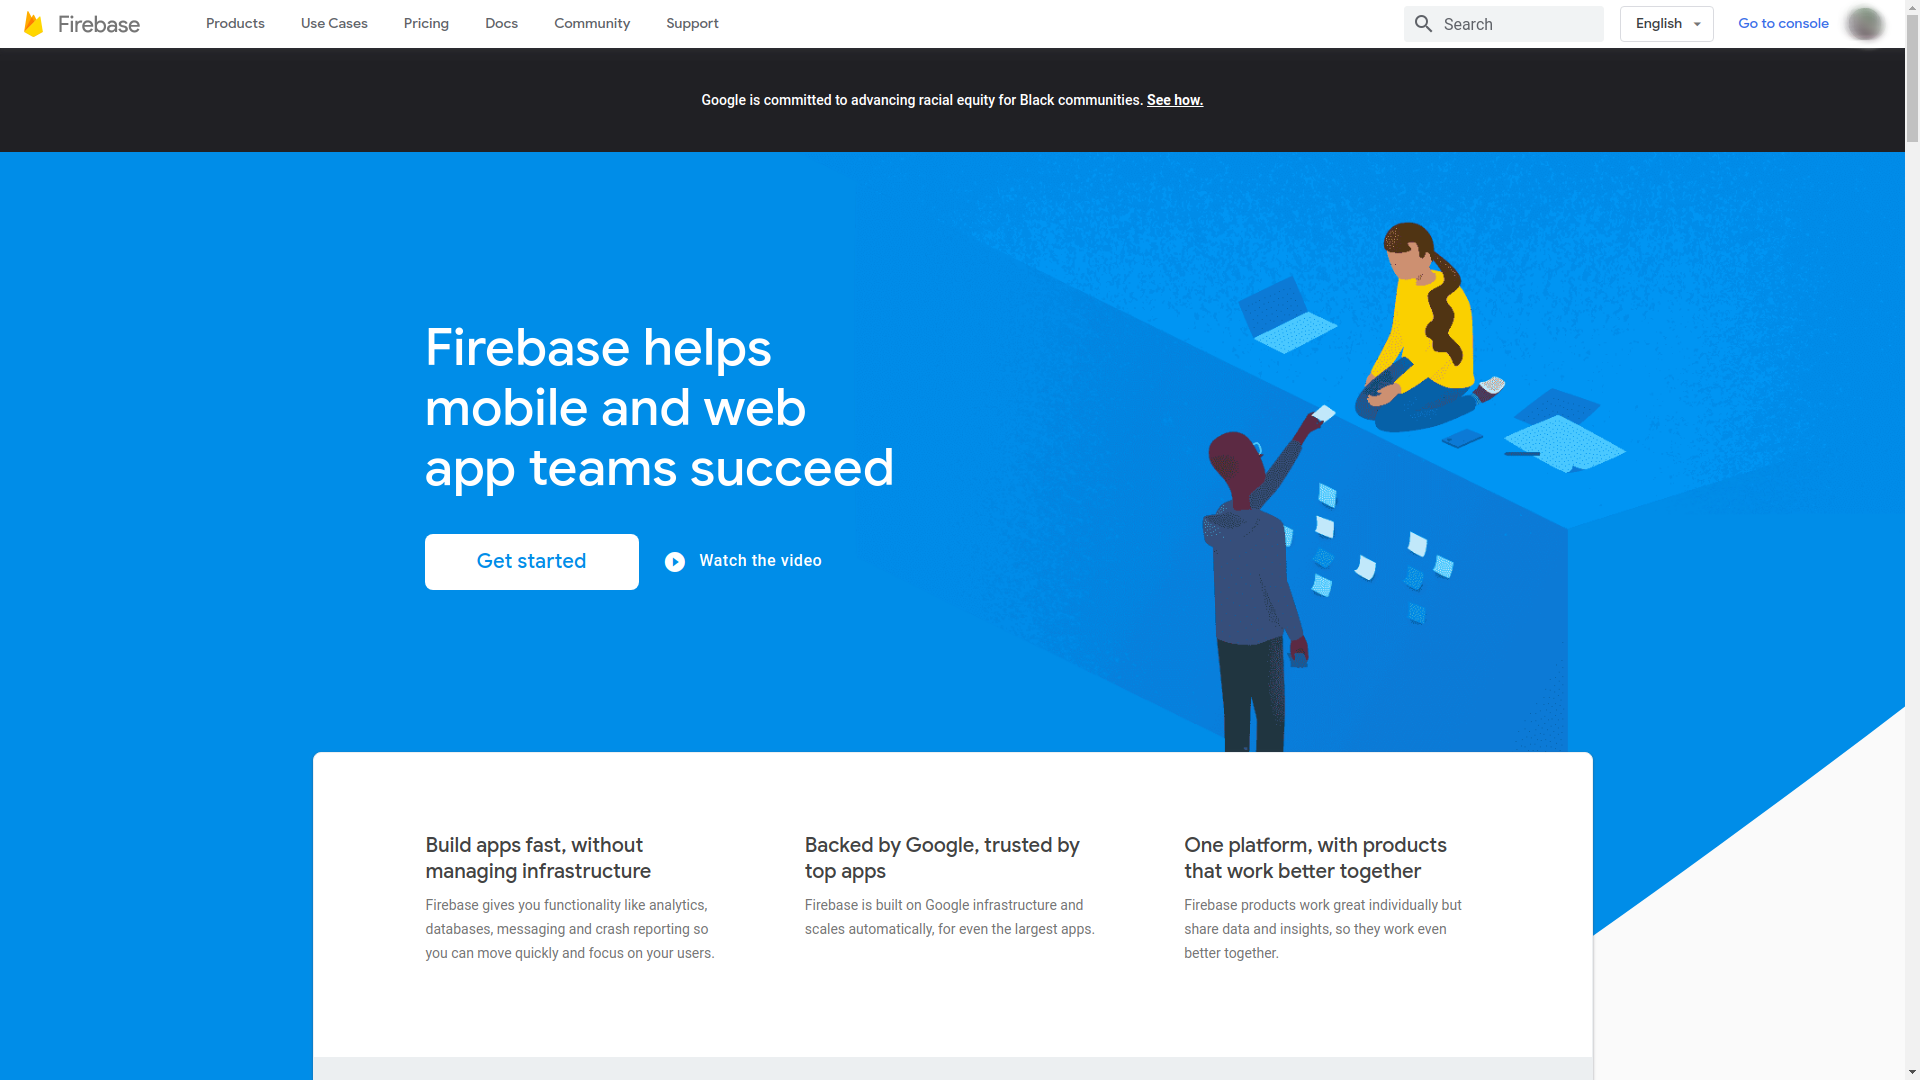 Firebase
Products
Use Cases
Pricing
Docs
Community
Support
Search
English
Go to console
Google is committed to advancing racial equity for Black communities. See how.
Firebase helps
mobile and web
app teams succeed
Get started
Watch the video
Build apps fast, without
managing infrastructure
Firebase gives you functionality like analytics,
databases, messaging and crash reporting so
you can move quickly and focus on your users.
Backed by Google, trusted by
top apps
Firebase is built on Google infrastructure and
scales automatically, for even the largest apps.
One platform, with products
that work better together
Firebase products work great individually but
share data and insights, so they work even
better together.